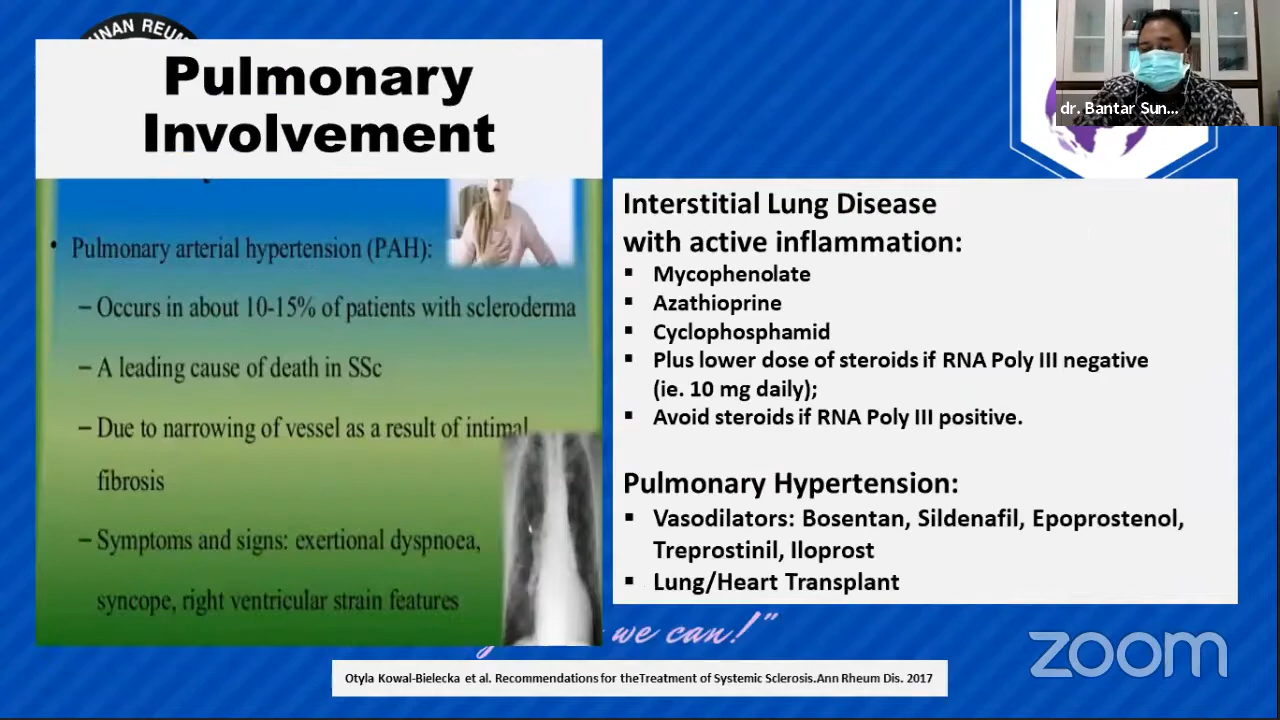 UNAN REU
Pulmonary
Involvement
dr. Bantar Sun...
• Pulmonary arterial hypertension (PAH):
– Occurs in about 10-15% of patients with scleroderma
– A leading cause of death in SSc
– Due to narrowing of vessel as a result of intimal
fibrosis
– Symptoms and signs: exertional dyspnoea,
syncope, right ventricular strain features
Interstitial Lung Disease
with active inflammation:
▪ Mycophenolate
▪ Azathioprine
▪ Cyclophosphamid
▪ Plus lower dose of steroids if RNA Poly III negative
(ie. 10 mg daily);
▪ Avoid steroids if RNA Poly III positive.
Pulmonary Hypertension:
▪ Vasodilators: Bosentan, Sildenafil, Epoprostenol,
Treprostinil, Iloprost
▪ Lung/Heart Transplant
we can!"
zoom
Otyla Kowal-Bielecka et al. Recommendations for theTreatment of Systemic Sclerosis.Ann Rheum Dis. 2017